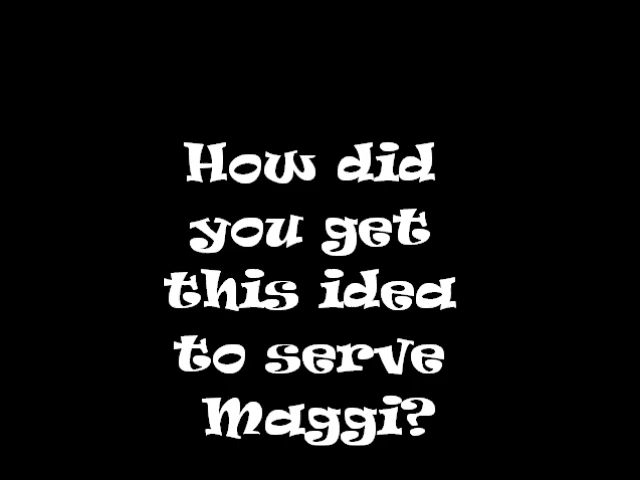 How did
you get
this idea
to serve
Maggi?